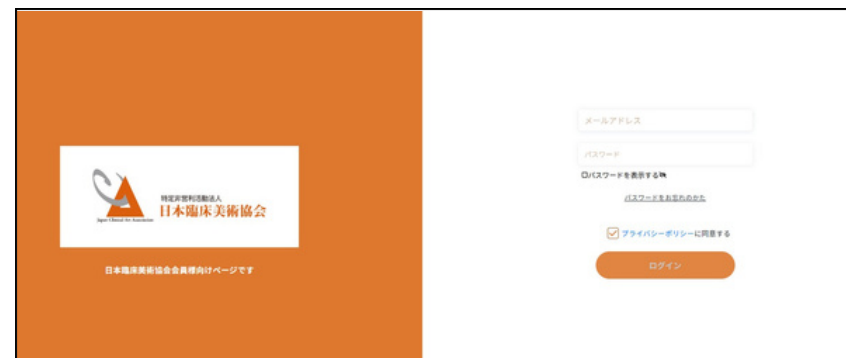 特定非営利活動法人
日本臨床美術協会
Japan Clinical Art Association
日本臨床美術協会会員様向けページです
メールアドレス
パスワード
パスワードを表示する
パスワードをお忘れのかた
プライバシーポリシーに同意する
ログイン